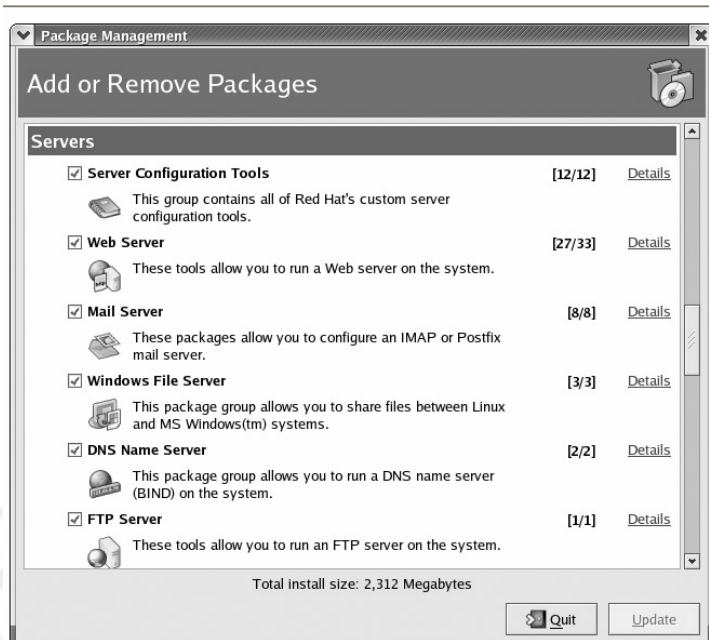 Package Management
Add or Remove Packages
Servers
Server Configuration Tools [12/12] Details
This group contains all of Red Hat's custom server
configuration tools.
Web Server [27/33] Details
These tools allow you to run a Web server on the system.
Mail Server [8/8] Details
These packages allow you to configure an IMAP or Postfix
mail server.
Windows File Server [3/3] Details
This package group allows you to share files between Linux
and MS Windows(tm) systems.
DNS Name Server [2/2] Details
This package group allows you to run a DNS name server
(BIND) on the system.
FTP Server [1/1] Details
These tools allow you to run an FTP server on the system.
Total install size: 2,312 Megabytes
Quit Update